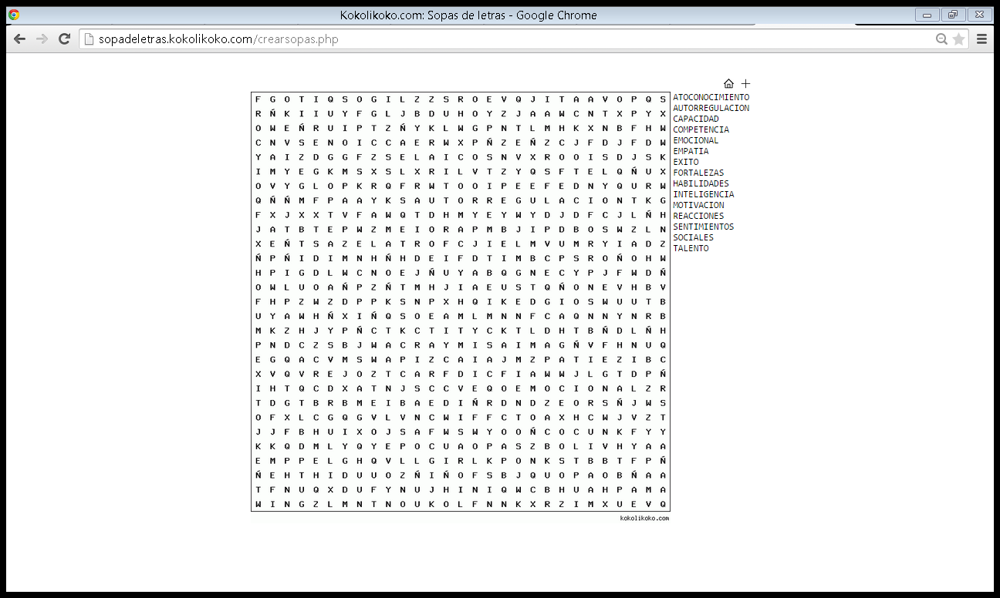 Kokolikoko.com: Sopas de letras - Google Chrome
sopadeletras.kokolikoko.com/crearsopas.php
F G O T I Q S O G I L Z Z S R O E V Q J I T A A V O P Q S
R Ñ K I I U Y F G L J B D U H O Y Z J A A W C N T X P Y X
O W E Ñ R U I P T Z Ñ Y K L W G P N T L M H K X N B F H W
C N V S E N O I C C A E R W X P Ñ Z E Ñ Z C J F D J F D W
Y A I Z D G G F Z S E L A I C O S N V X R O O I S D J S K
I M Y E G K M S X S L X R I L V T Z Y Q S F T E L Q Ñ U X
O V Y G L O P K R Q F R W T O O I P E E F E D N Y Q U R W
Q Ñ Ñ M F P A A Y K S A U T O R R E G U L A C I O N T K G
F X J X X T V F A W Q T D H M Y E Y W Y D J D F C J L Ñ H
J A T B T E P W Z M E I O R A P M B J I P D B O S W Z L N
X E Ñ T S A Z E L A T R O F C J I E L M V U M R Y I A D Z
Ñ P Ñ I D I M N H Ñ H D E I F D T I M B C P S R O Ñ O H W
H P I G D L W C N O E J Ñ U Y A B Q G N E C Y P J F W D Ñ
O W L U O A Ñ P Z Ñ T M H J I A E U S T Q Ñ O N E V H B V
F H P Z W Z D P P K S N P X H Q I K E D G I O S W U U T B
U Y A W H Ñ X I Ñ Q S O E A M L M N N F C A Q N N Y N R B
M K Z H J Y P Ñ C T K C T I T Y C K T L D H T B Ñ D L Ñ H
P N D C Z S B J W A C R A Y M I S A I M A G Ñ V F H N U Q
E G Q A C V M S W A P I Z C A I A J M Z P A T I E Z I B C
X V Q V R E J O Z T C A R F D I C F I A W W J L G T D P Ñ
I H T Q C D X A T N J S C C V E Q O E M O C I O N A L Z R
T D G T B R B M E I B A E D I Ñ R D N D Z E O R S Ñ J W S
O F X L C G Q G V L V N C W I F F C T O A X H C W J V Z T
J J F B H U I X O J S A F W S W Y O O Ñ C O C U N K F Y Y
K K Q D M L Y Q Y E P O C U A O P A S Z B O L I V H Y A A
E M P P E L G H Q V L L G I R L K P O N K S T B B T F P Ñ
Ñ E H T H I D U U O Z Ñ I Ñ O F S B J Q U O P A O B Ñ A A
T F N U Q X D U F Y N U J H I N I Q W C B H U A H P A M A
W I N G Z L M N T N O U K O L F N N K X R Z I M X U E V Q
kokolikoko.com
ATOCONOCIMIENTO
AUTORREGULACION
CAPACIDAD
COMPETENCIA
EMOCIONAL
EMPATIA
EXITO
FORTALEZAS
HABILIDADES
INTELIGENCIA
MOTIVACION
REACCIONES
SENTIMIENTOS
SOCIALES
TALENTO